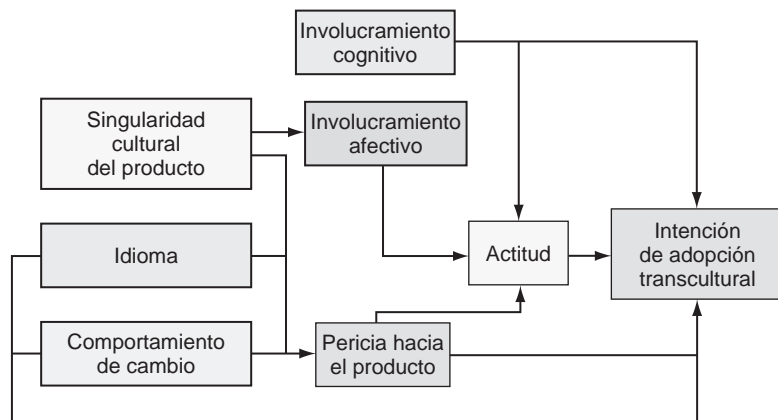 Involucramiento
cognitivo
Singularidad
cultural
del producto
Involucramiento
afectivo
Idioma
Actitud
Intención
de adopción
transcultural
Comportamiento
de cambio
Pericia hacia
el producto